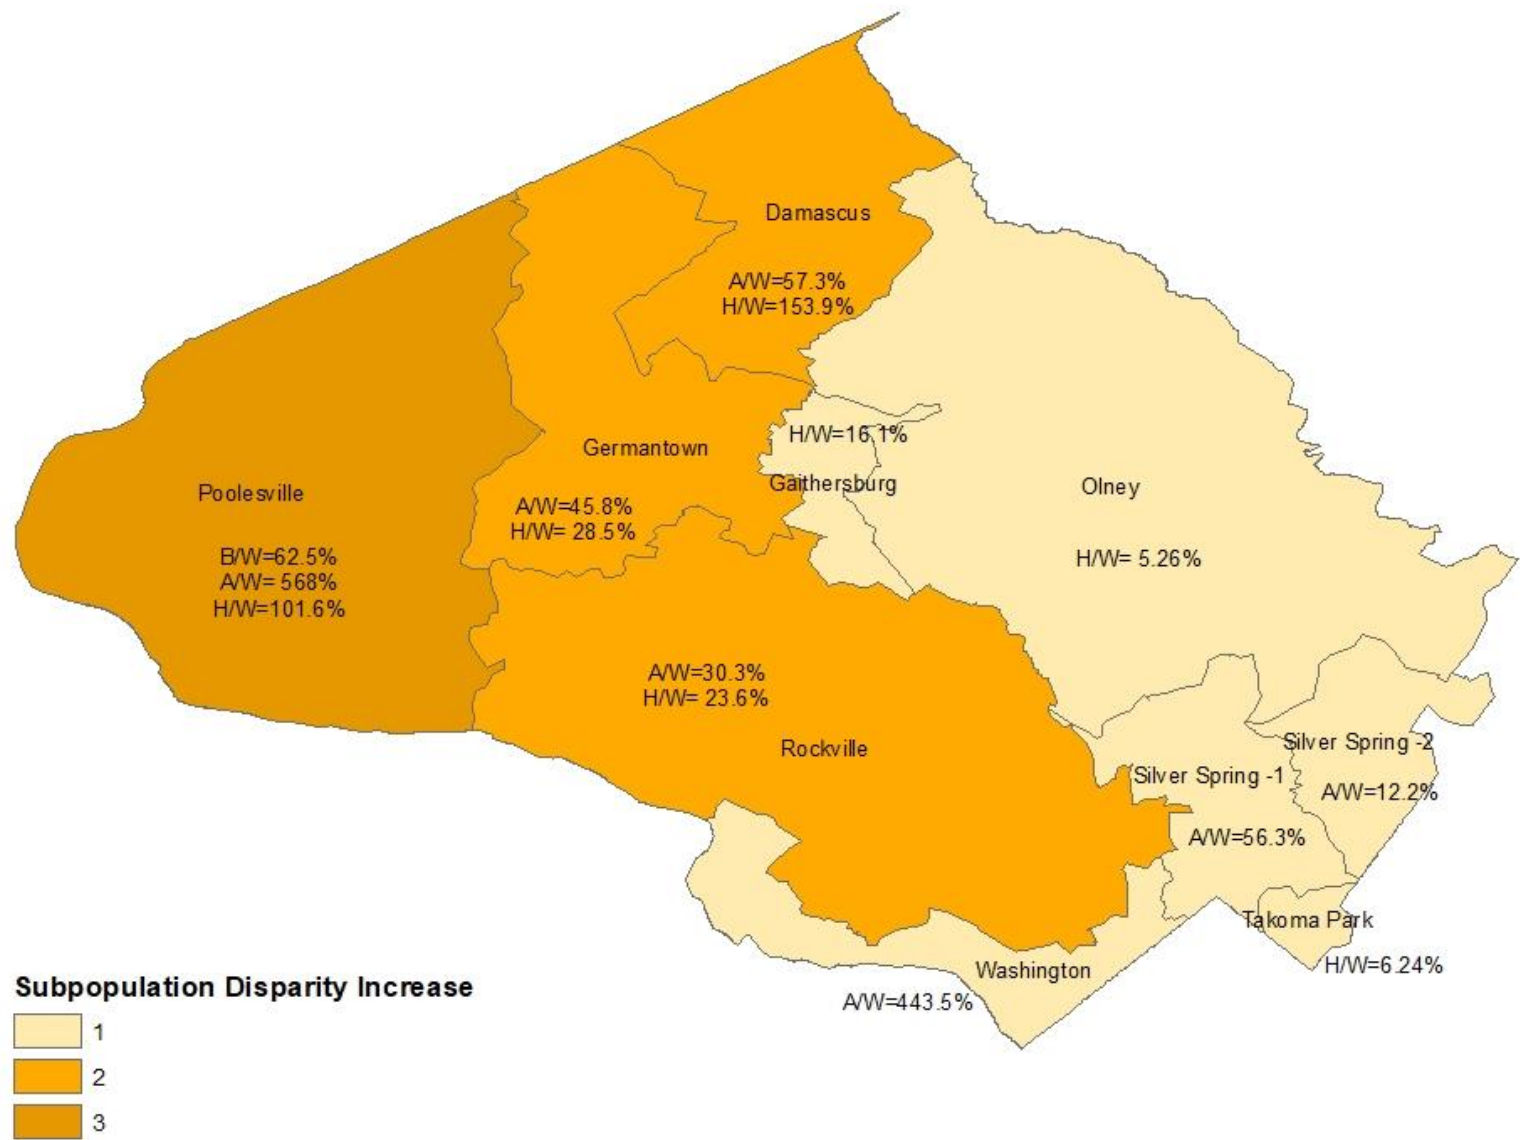 Damascus
A/W=57.3%
H/W=153.9%
Germantown
A/W=45.8%
H/W= 28.5%
H/W=16.1%
Gaithersburg
Olney
H/W= 5.26%
Poolesville
B/W=62.5%
A/W= 568%
H/W=101.6%
A/W=30.3%
H/W= 23.6%
Rockville
Silver Spring -2
A/W=12.2%
Silver Spring -1
A/W=56.3%
Takoma Park
H/W=6.24%
Washington
A/W=443.5%
Subpopulation Disparity Increase
1
2
3